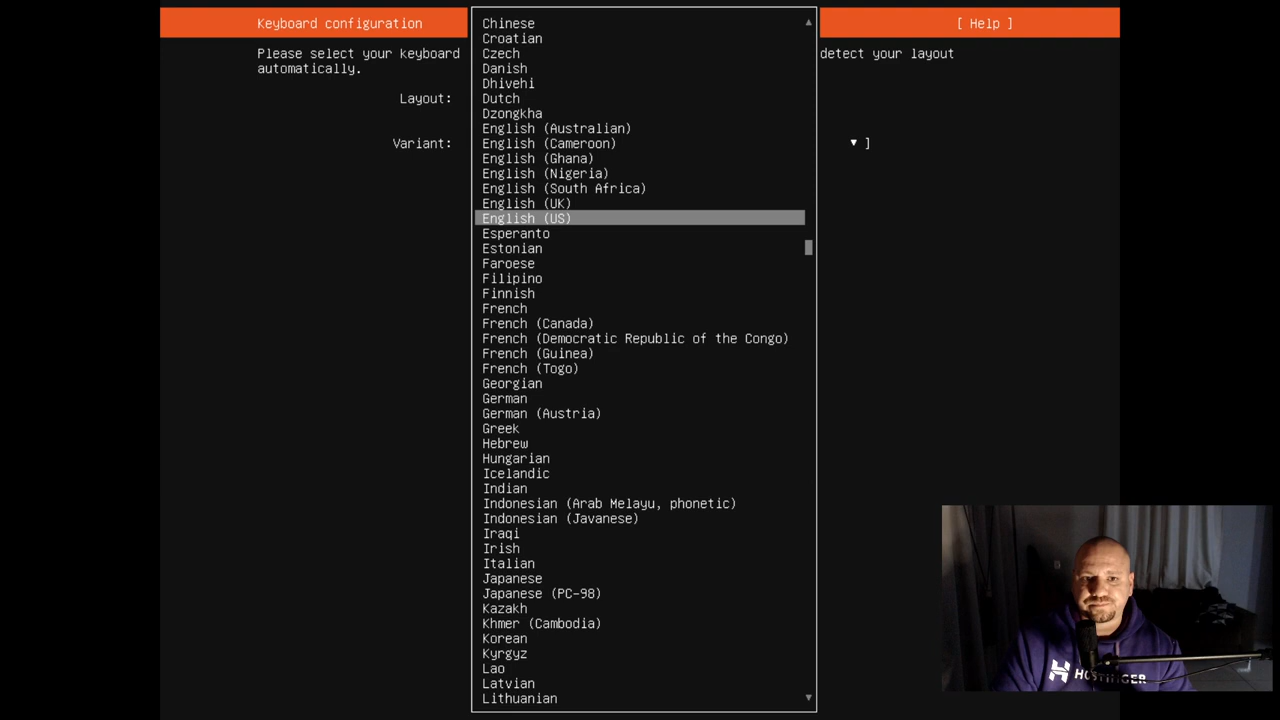 Keyboard configuration
[ Help ]
Please select your keyboard
detect your layout
automatically.
Layout:
Variant:
▼ ]
Chinese
Croatian
Czech
Danish
Dhivehi
Dutch
Dzongkha
English (Australian)
English (Cameroon)
English (Ghana)
English (Nigeria)
English (South Africa)
English (UK)
English (US)
Esperanto
Estonian
Faroese
Filipino
Finnish
French
French (Canada)
French (Democratic Republic of the Congo)
French (Guinea)
French (Togo)
Georgian
German
German (Austria)
Greek
Hebrew
Hungarian
Icelandic
Indian
Indonesian (Arab Melayu, phonetic)
Indonesian (Javanese)
Iraqi
Irish
Italian
Japanese
Japanese (PC-98)
Kazakh
Khmer (Cambodia)
Korean
Kyrgyz
Lao
Latvian
Lithuanian
HOSTINGER